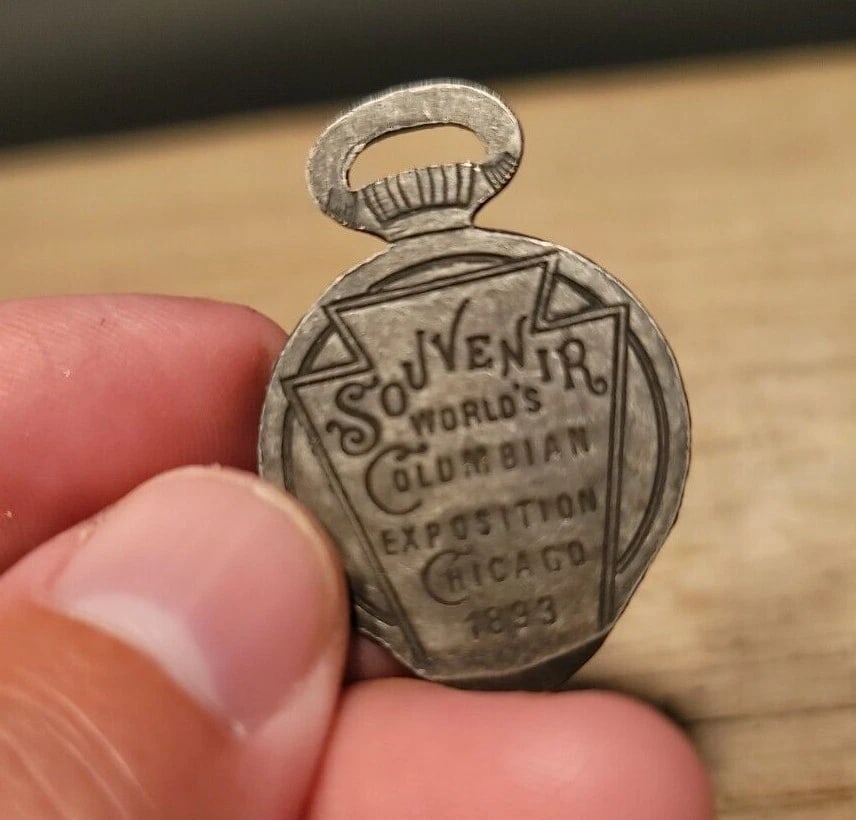 SOUVENIR
WORLD'S
COLUMBIAN
EXPOSITION
CHICAGO
1893